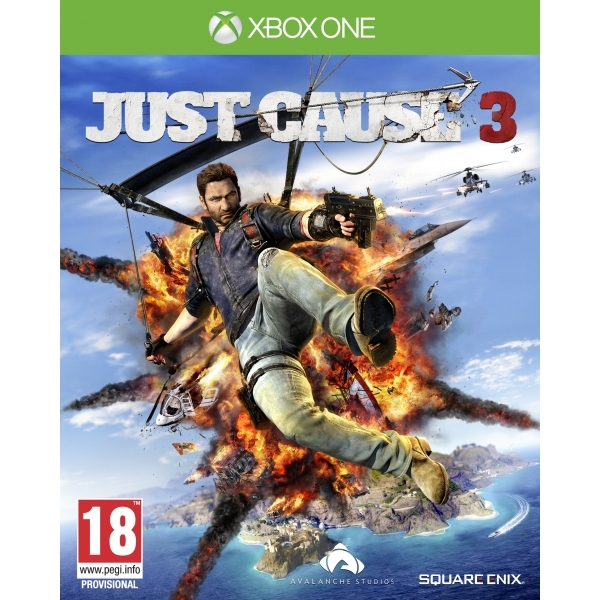 XBOX ONE
JUST CAUSE 3
18
www.pegi.info
PROVISIONAL
AVALANCHE STUDIOS
SQUARE ENIX